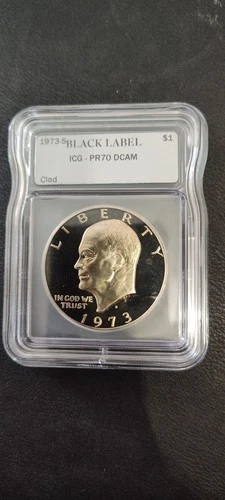 1973-S BLACK LABEL $1
ICG - PR70 DCAM
Clad
LIBERTY
IN GOD WE
TRUST
1973